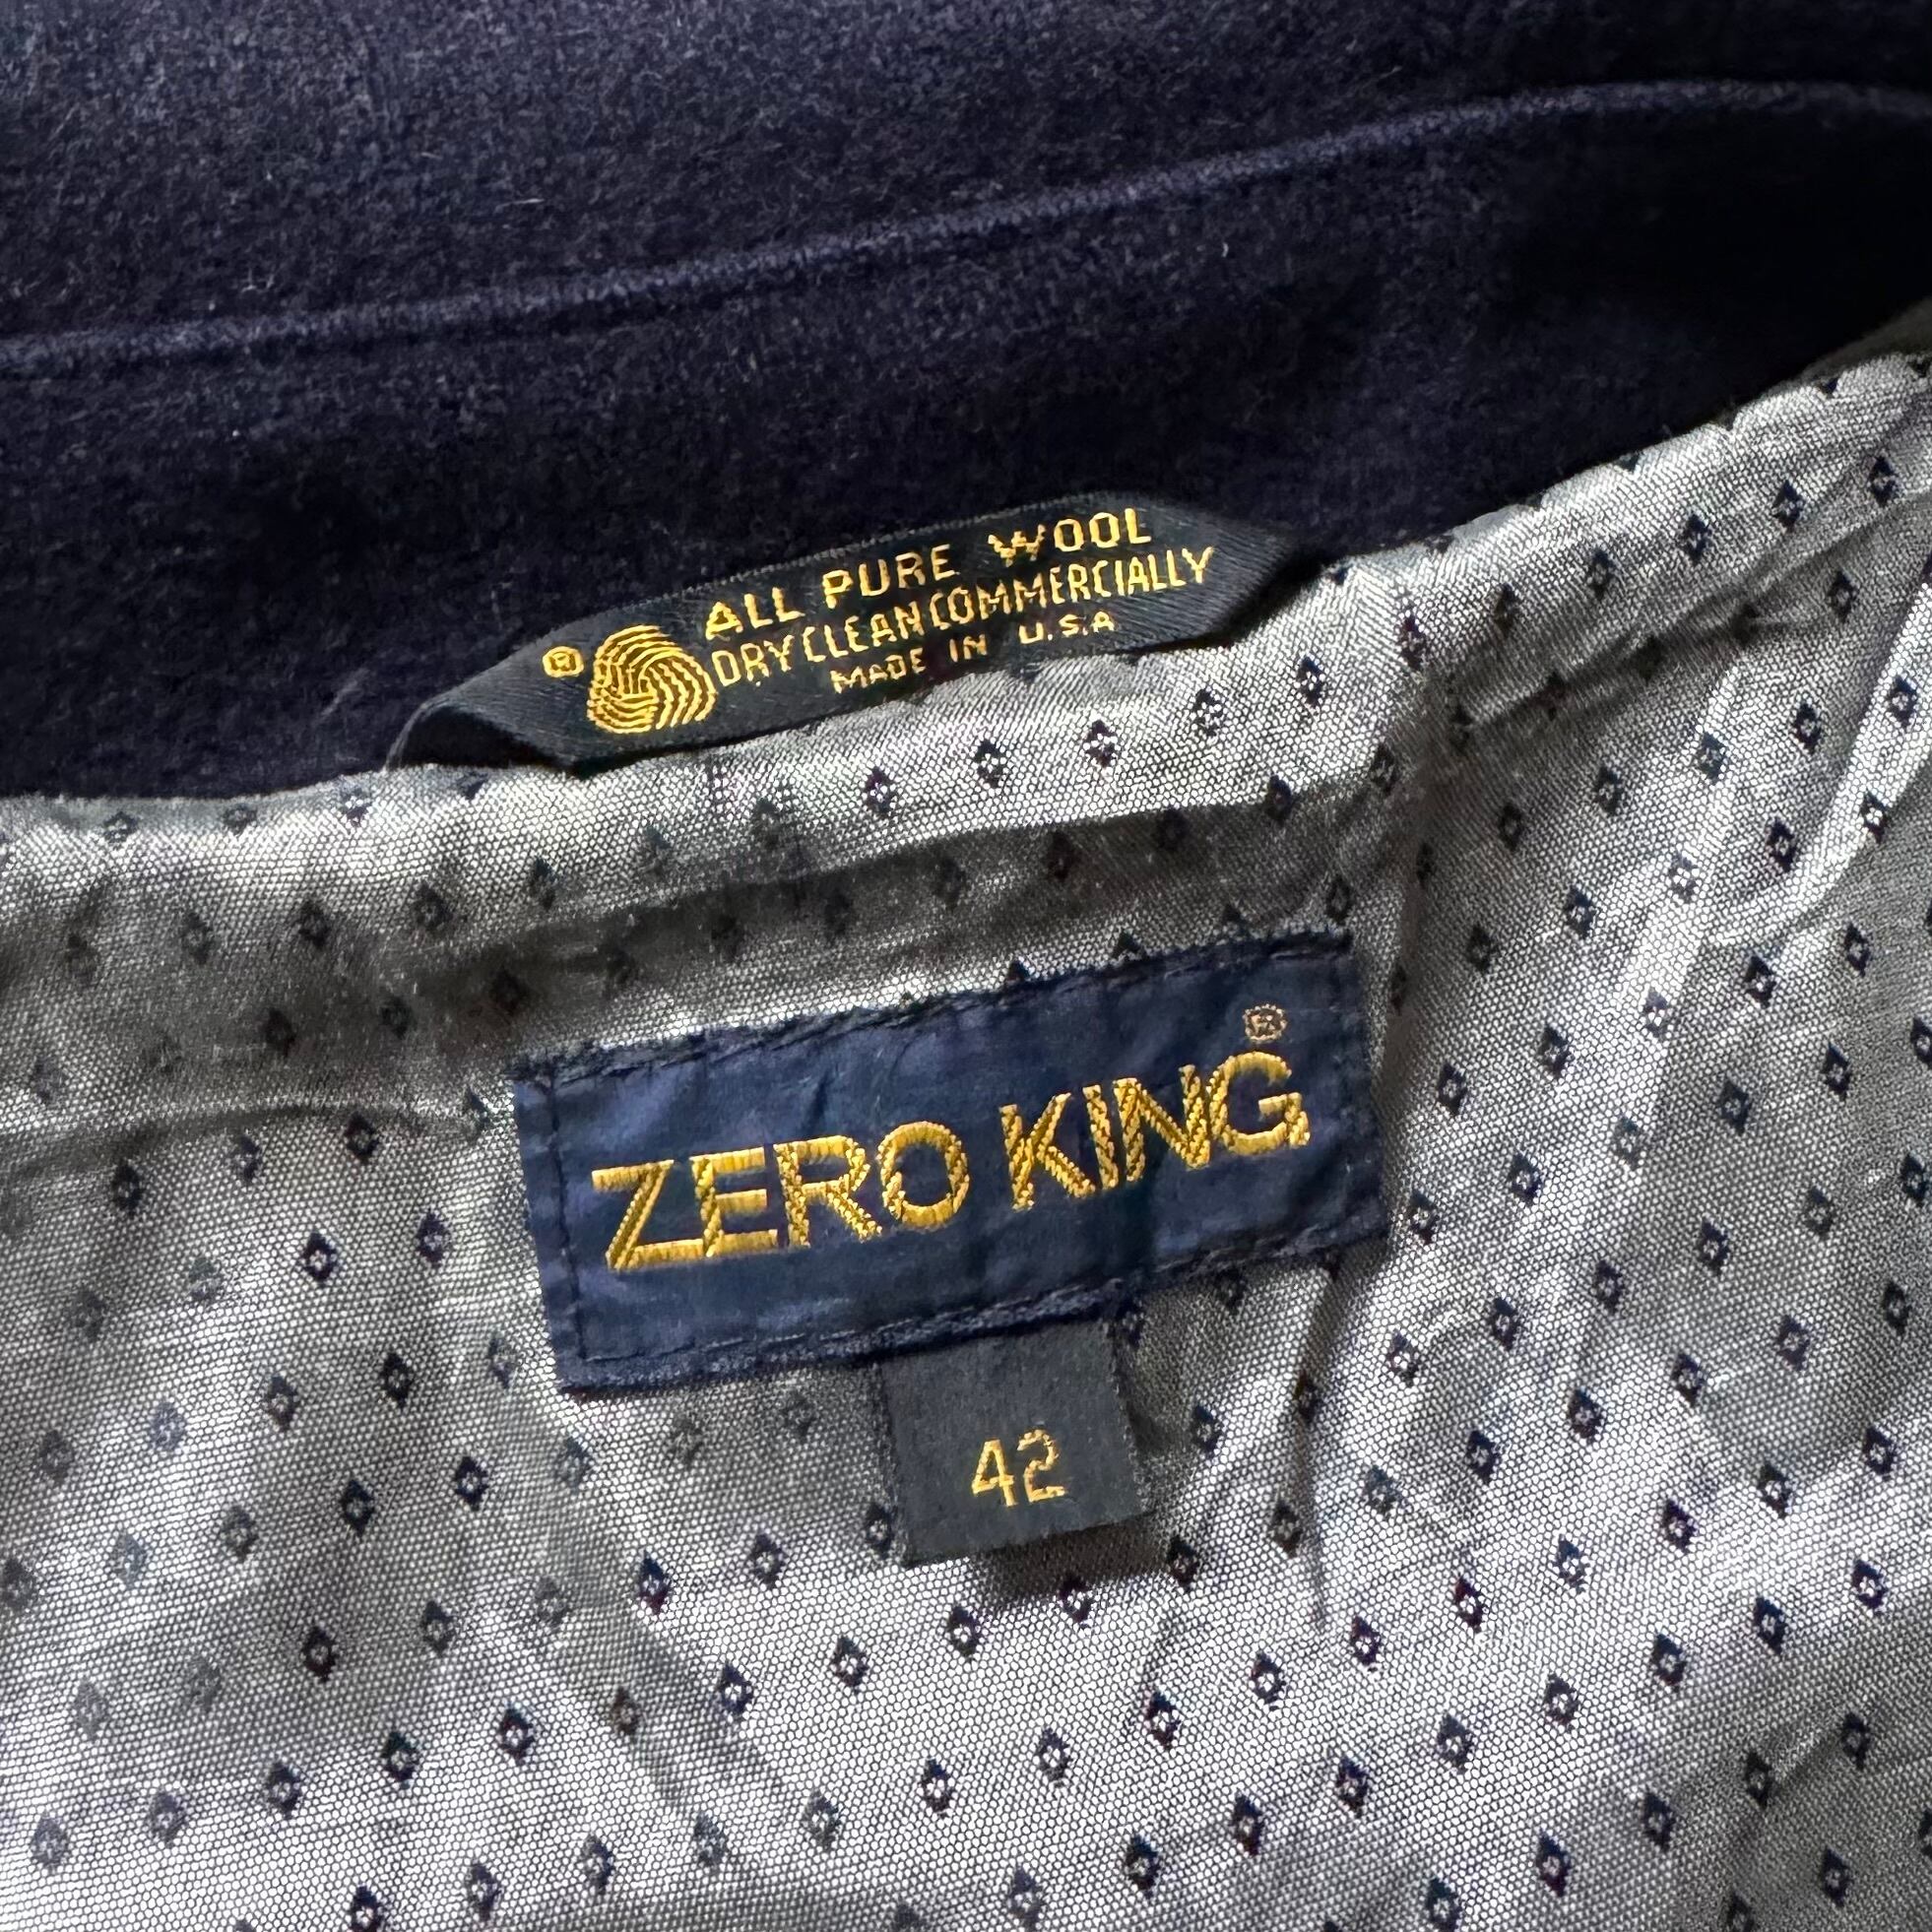 ALL PURE WOOL
® DRY CLEAN COMMERCIALLY
MADE IN U.S.A
ZERO KING®
42